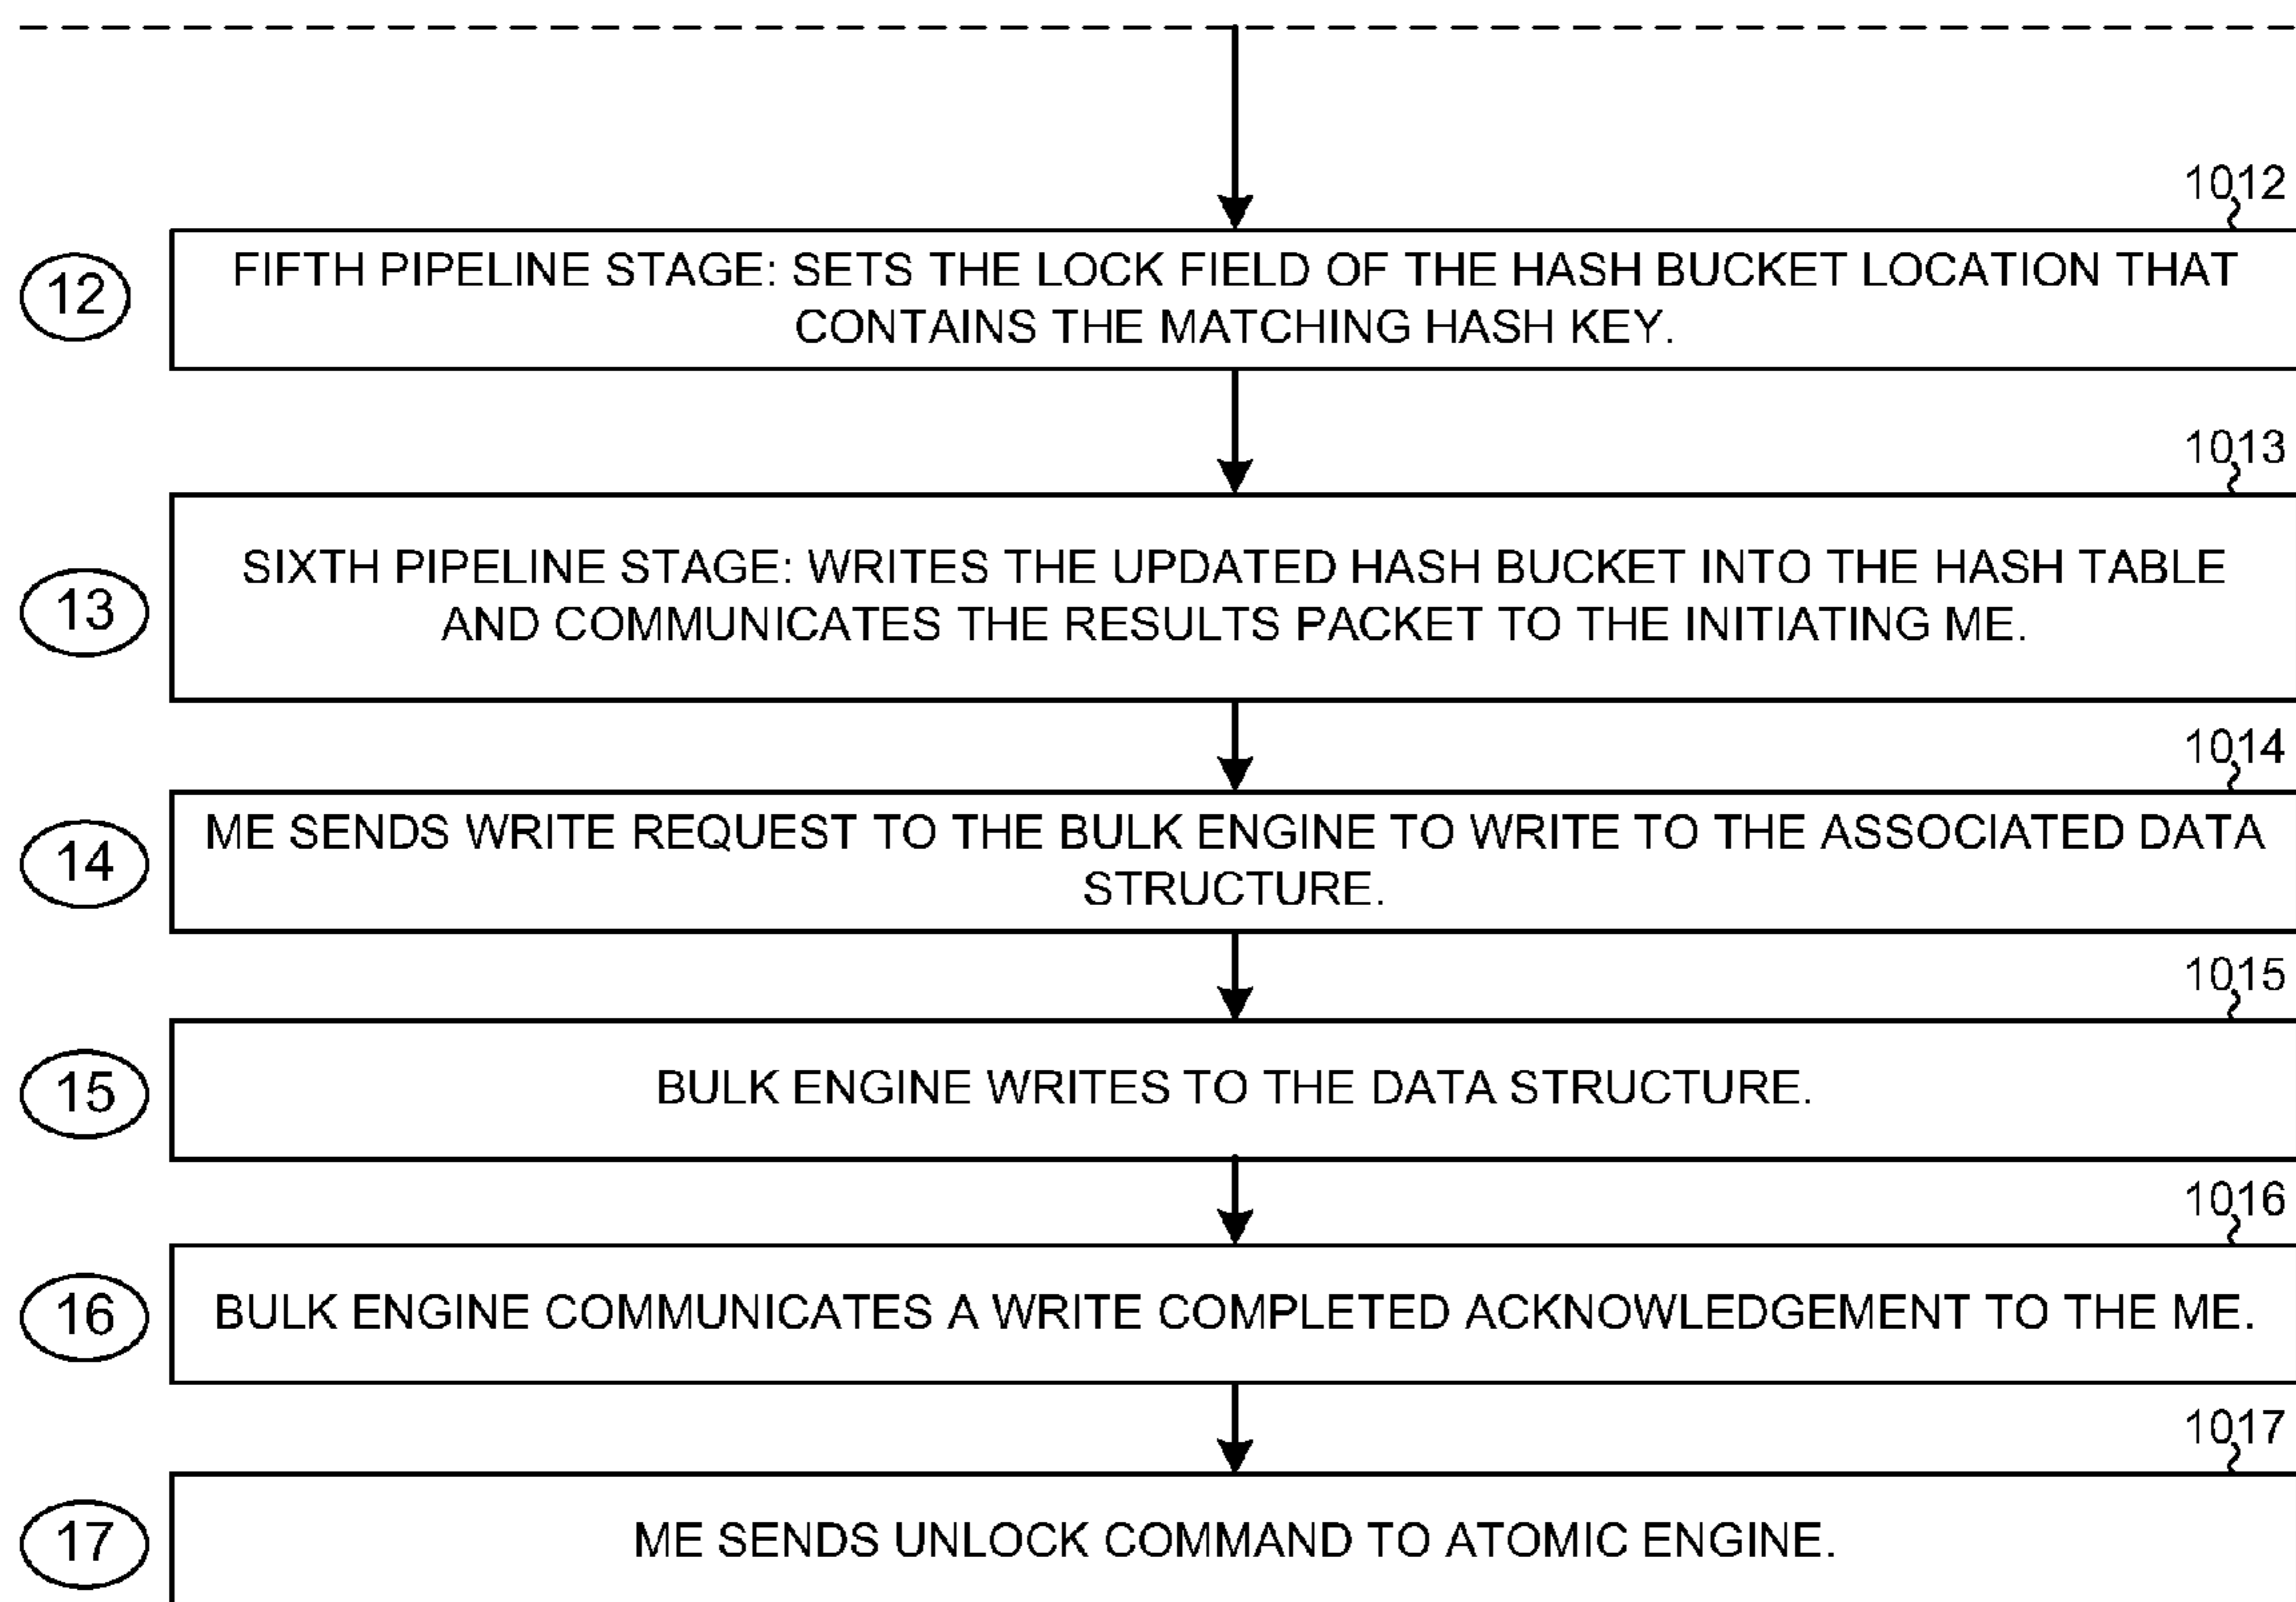 1012
12
FIFTH PIPELINE STAGE: SETS THE LOCK FIELD OF THE HASH BUCKET LOCATION THAT
CONTAINS THE MATCHING HASH KEY.
1013
13
SIXTH PIPELINE STAGE: WRITES THE UPDATED HASH BUCKET INTO THE HASH TABLE
AND COMMUNICATES THE RESULTS PACKET TO THE INITIATING ME.
1014
14
ME SENDS WRITE REQUEST TO THE BULK ENGINE TO WRITE TO THE ASSOCIATED DATA
STRUCTURE.
1015
15
BULK ENGINE WRITES TO THE DATA STRUCTURE.
1016
16
BULK ENGINE COMMUNICATES A WRITE COMPLETED ACKNOWLEDGEMENT TO THE ME.
1017
17
ME SENDS UNLOCK COMMAND TO ATOMIC ENGINE.